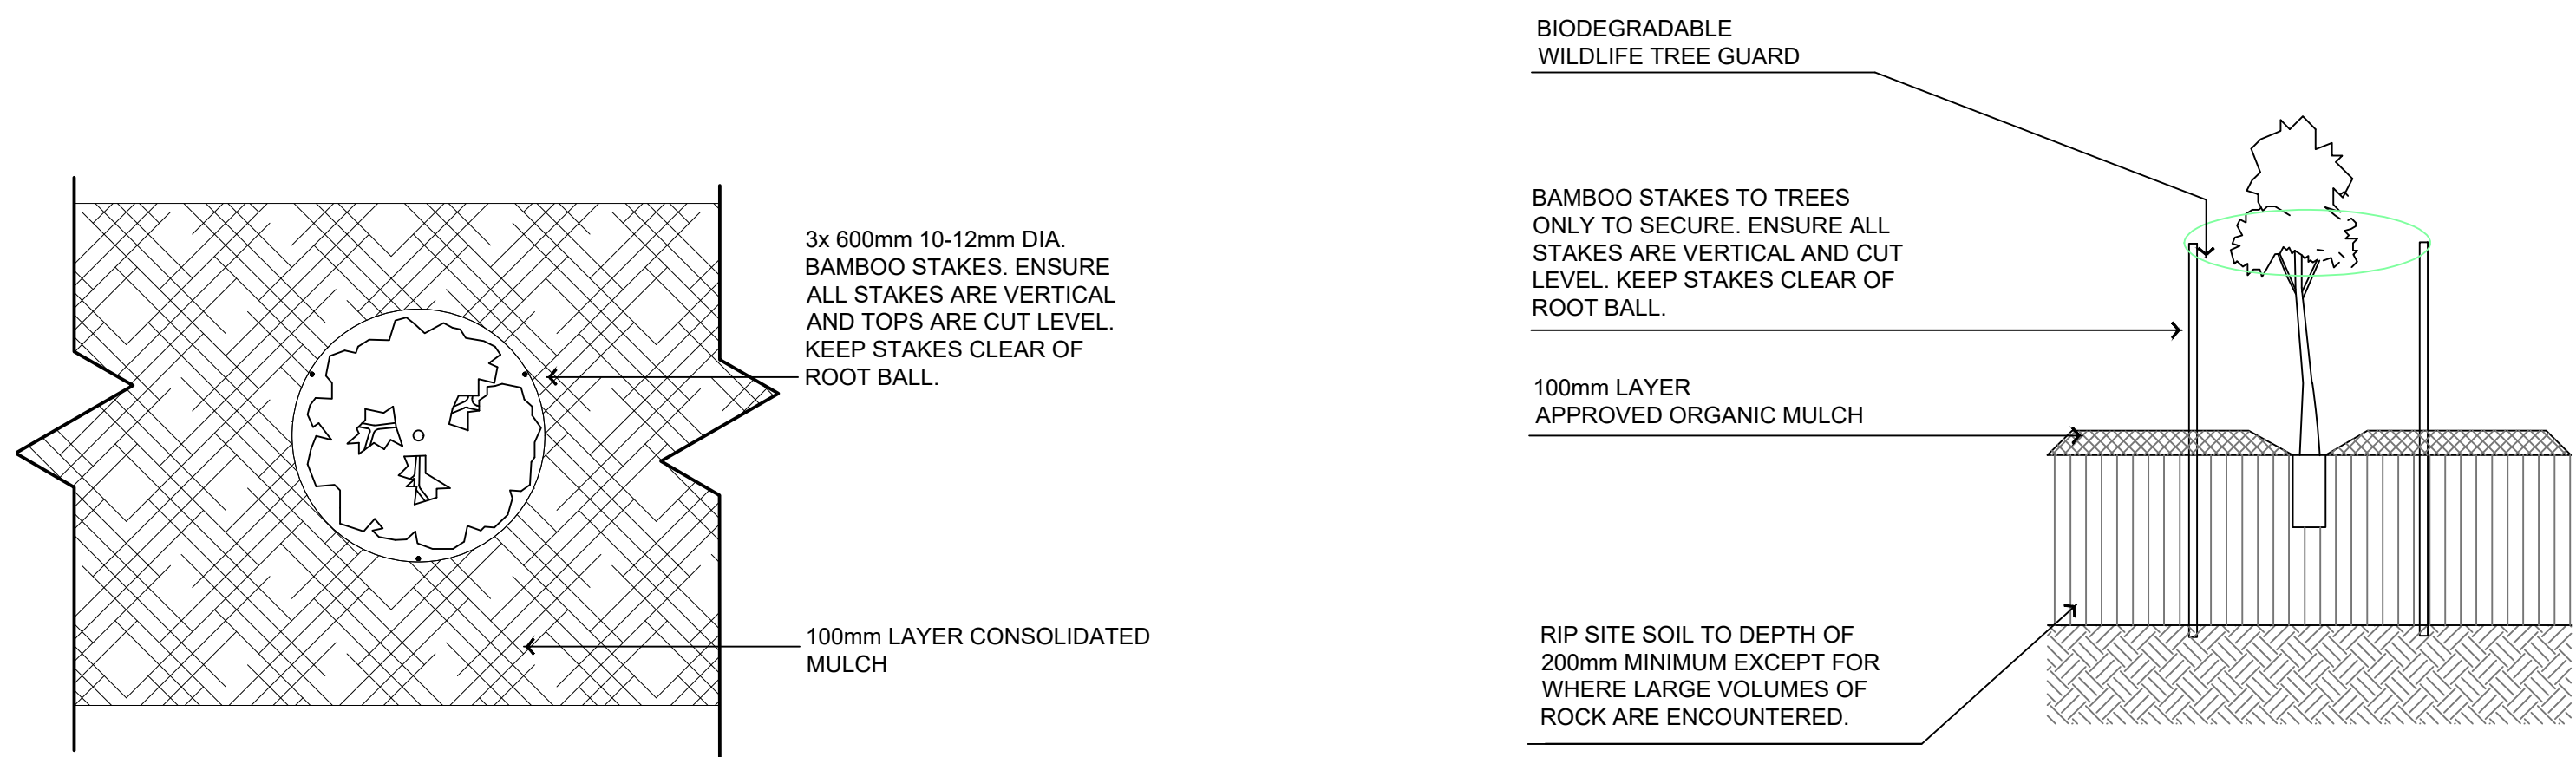 3x 600mm 10-12mm DIA.
BAMBOO STAKES. ENSURE
ALL STAKES ARE VERTICAL
AND TOPS ARE CUT LEVEL.
KEEP STAKES CLEAR OF
ROOT BALL.
100mm LAYER CONSOLIDATED
MULCH
BIODEGRADABLE
WILDLIFE TREE GUARD
BAMBOO STAKES TO TREES
ONLY TO SECURE. ENSURE ALL
STAKES ARE VERTICAL AND CUT
LEVEL. KEEP STAKES CLEAR OF
ROOT BALL.
100mm LAYER
APPROVED ORGANIC MULCH
RIP SITE SOIL TO DEPTH OF
200mm MINIMUM EXCEPT FOR
WHERE LARGE VOLUMES OF
ROCK ARE ENCOUNTERED.